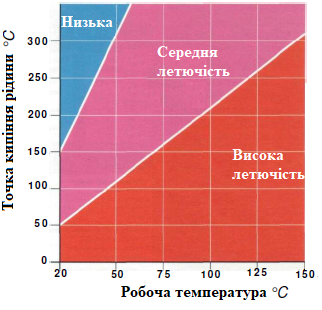 Точка кипіння рідини °C
Низька
Середня
летючість
Висока
летючість
300
250
200
150
100
50
0
20 50 75 100 125 150
Робоча температура °C